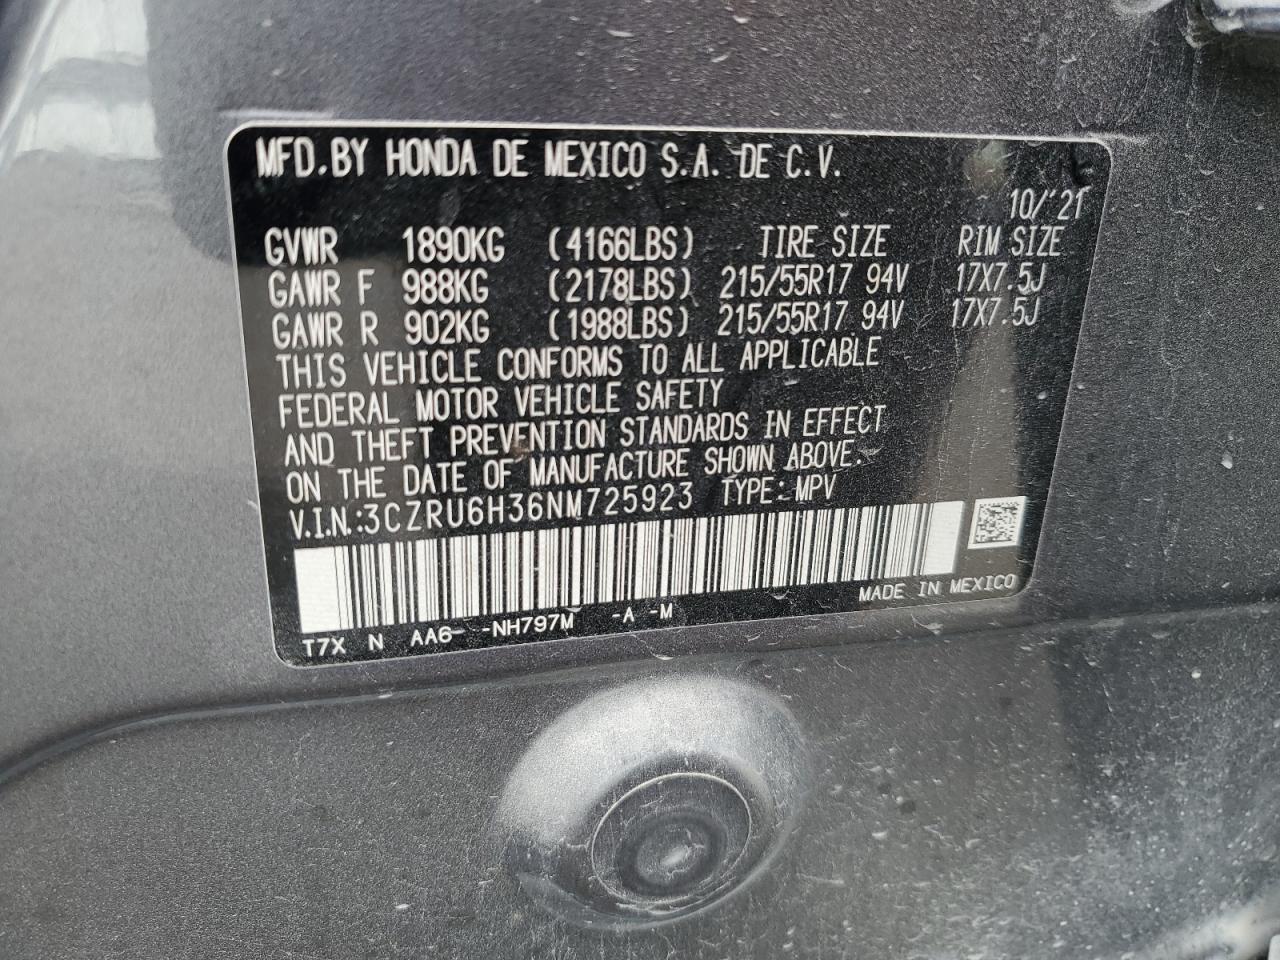 MFD.BY HONDA DE MEXICO S.A. DE C.V.
10/'21
GVWR 1890KG (4166LBS) TIRE SIZE RIM SIZE
GAWR F 988KG (2178LBS) 215/55R17 94V 17X7.5J
GAWR R 902KG (1988LBS) 215/55R17 94V 17X7.5J
THIS VEHICLE CONFORMS TO ALL APPLICABLE
FEDERAL MOTOR VEHICLE SAFETY
AND THEFT PREVENTION STANDARDS IN EFFECT
ON THE DATE OF MANUFACTURE SHOWN ABOVE.
V.I.N.:3CZRU6H36NM725923 TYPE:MPV
MADE IN MEXICO
T7X N AA6- -NH797M -A -M